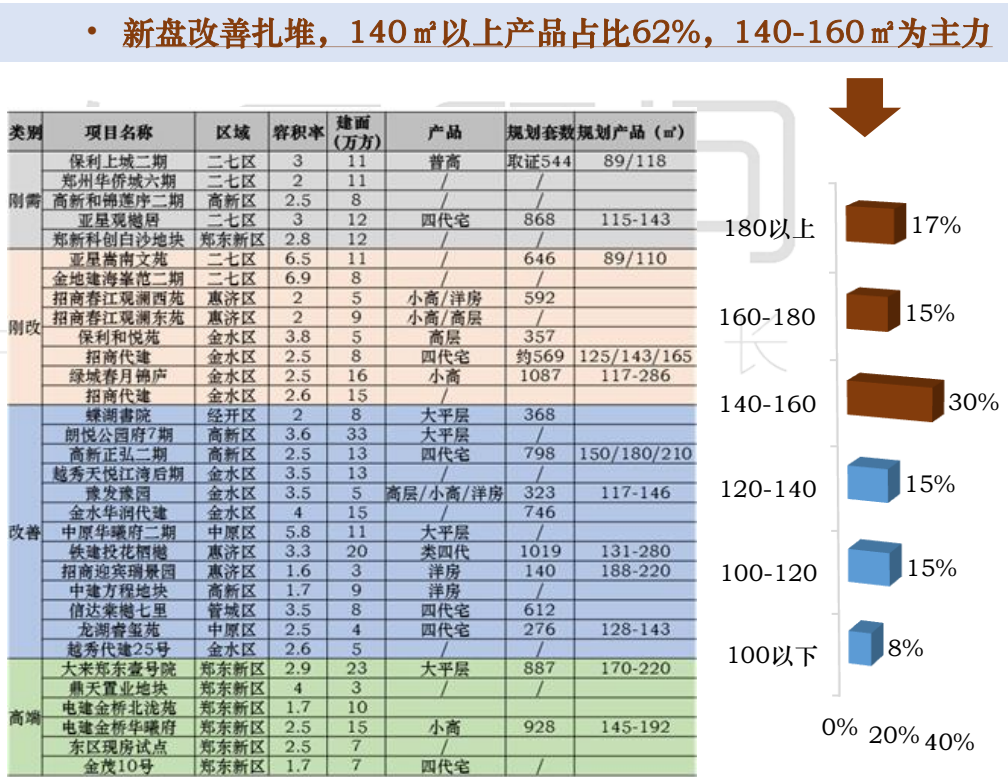 • 新盘改善扎堆，140㎡以上产品占比62%，140-160㎡为主力
类别 项目名称 区域 容积率 建面（万方） 产品 规划套数 规划产品（㎡）
刚需 保利上城二期 二七区 3 11 普高 取证544 89/118
郑州华侨城六期 二七区 2 11 / /
高新和锦莲序二期 高新区 2.5 8 / /
亚星观樾居 二七区 3 12 四代宅 868 115-143
郑新科创白沙地块 郑东新区 2.8 12 / /
刚改 亚星嵩南文苑 二七区 6.5 11 / 646 89/110
金地建海峯范二期 二七区 6.9 8 / /
招商春江观澜西苑 惠济区 2 5 小高/洋房 592
招商春江观澜东苑 惠济区 2 9 小高/高层 /
保利和悦苑 金水区 3.8 5 高层 357
招商代建 金水区 2.5 8 四代宅 约569 125/143/165
绿城春月锦庐 金水区 2.5 16 小高 1087 117-286
招商代建 金水区 2.6 15 /
改善 蝶湖書院 经开区 2 8 大平层 368
朗悦公园府7期 高新区 3.6 33 大平层 /
高新正弘二期 高新区 2.5 13 四代宅 798 150/180/210
越秀天悦江湾后期 金水区 3.5 13 / /
豫发豫园 金水区 3.5 5 高层/小高/洋房 323 117-146
金水华润代建 金水区 4 15 / 746
中原华曦府二期 中原区 5.8 11 大平层 /
铁建投花栖樾 惠济区 3.3 20 类四代 1019 131-280
招商迎宾瑞景园 惠济区 1.6 3 洋房 140 188-220
中建方程地块 高新区 1.7 9 洋房 /
信达棠樾七里 管城区 3.5 8 四代宅 612
龙湖睿玺苑 中原区 2.5 4 四代宅 276 128-143
越秀代建25号 金水区 2.6 5 / /
高端 大来郑东壹号院 郑东新区 2.9 23 大平层 887 170-220
鼎天置业地块 郑东新区 4 3 / /
电建金桥北泷苑 郑东新区 1.7 10
电建金桥华曦府 郑东新区 2.5 15 小高 928 145-192
东区现房试点 郑东新区 2.5 7 /
金茂10号 郑东新区 1.7 7 四代宅 /
180以上 17%
160-180 15%
长
140-160 30%
120-140 15%
100-120 15%
100以下 8%
0% 20% 40%